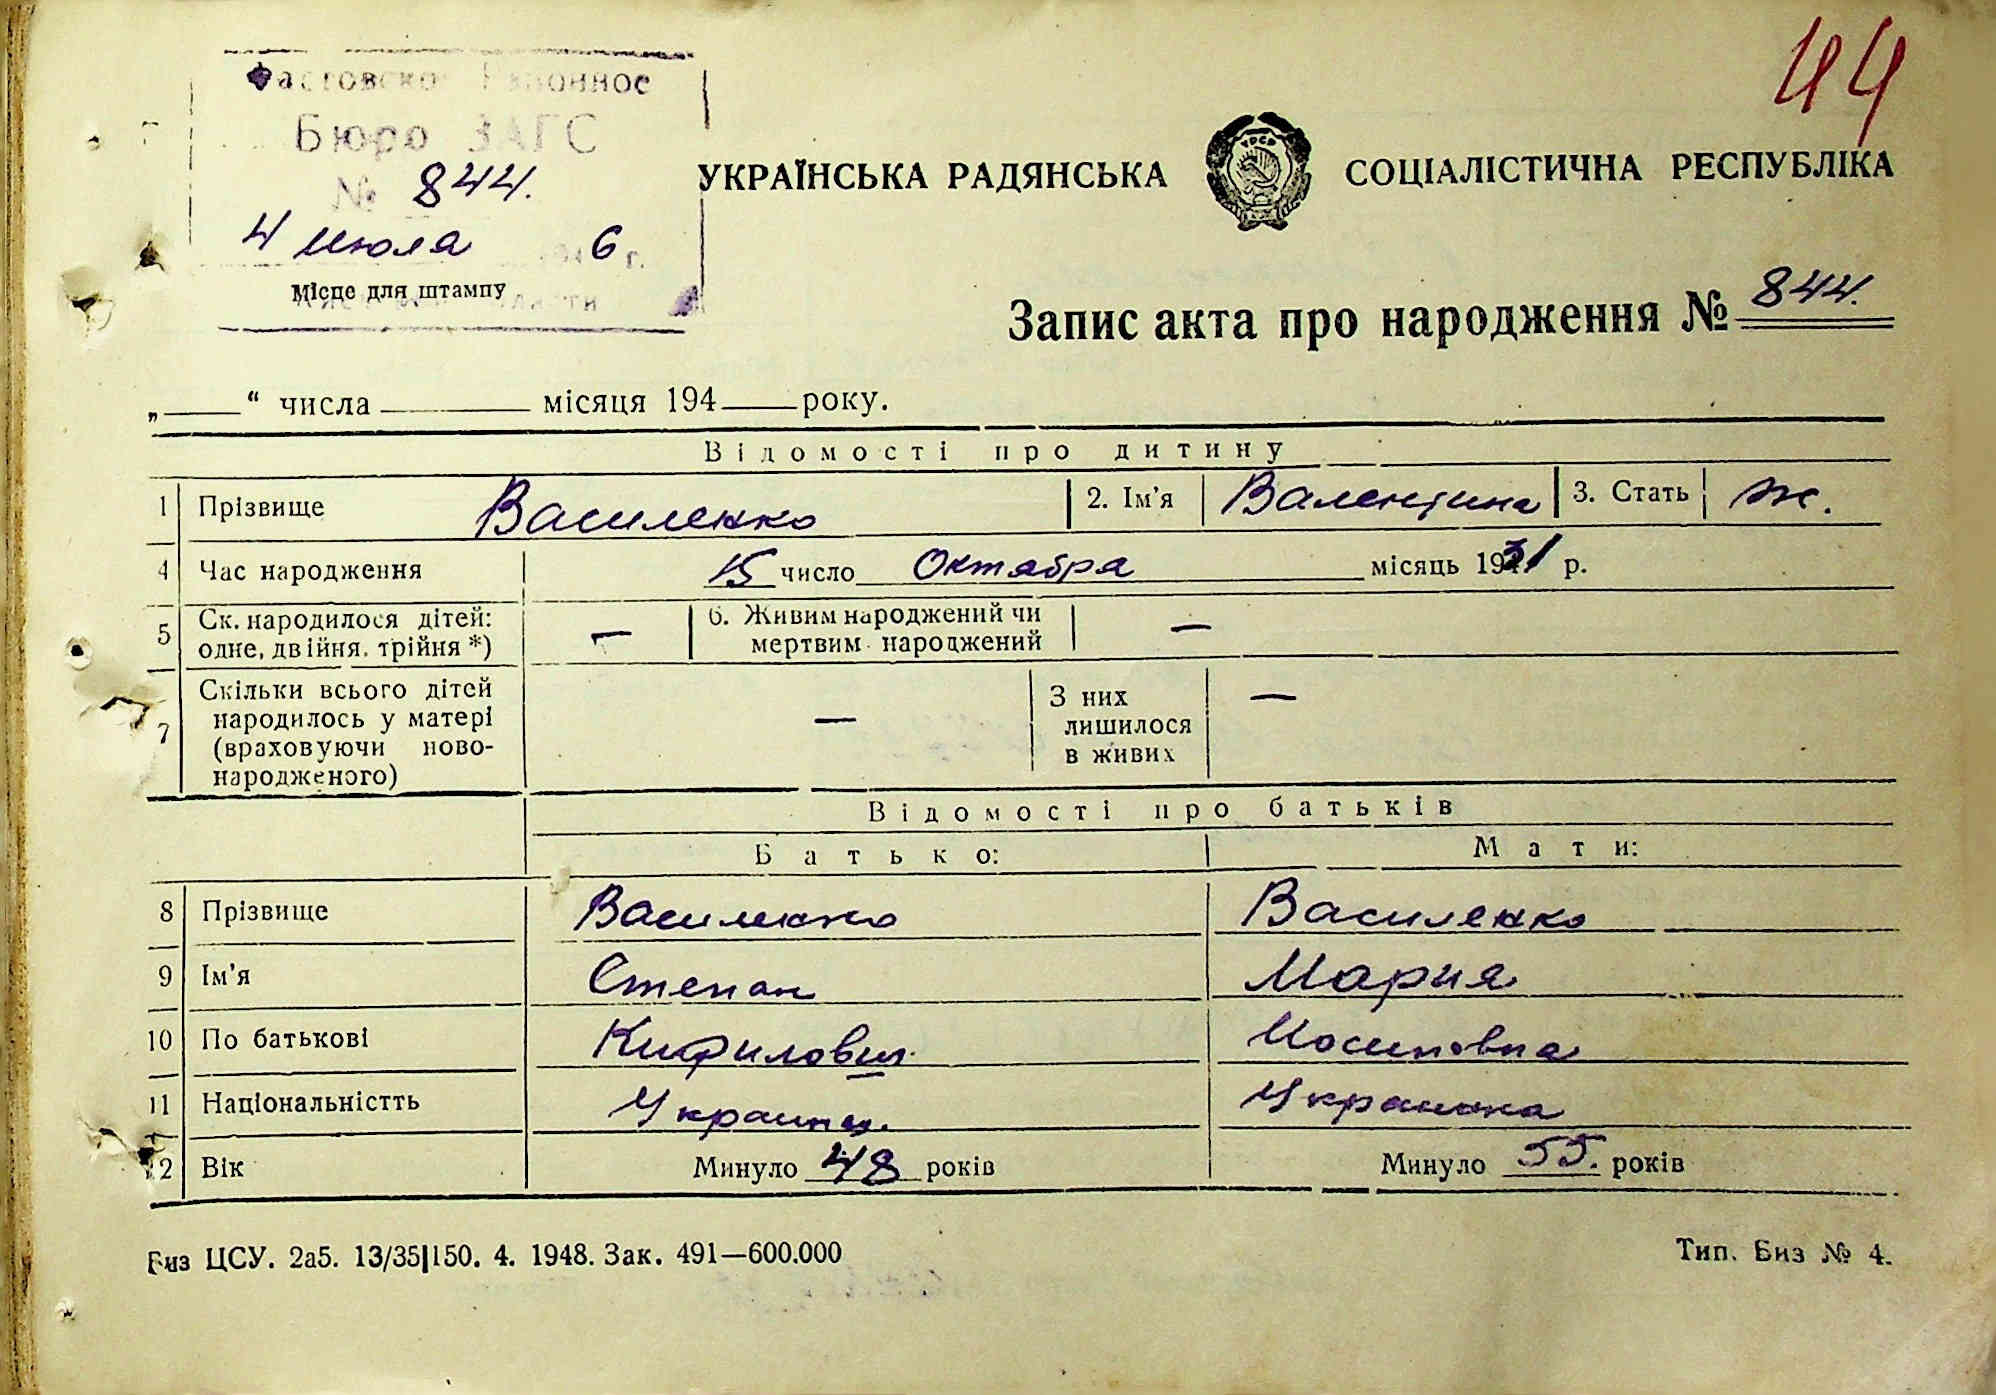 44
Фастовское Районное
Бюро ЗАГС
№ 844.
4 июля 6 г.
Місце для штампу
УКРАЇНСЬКА РАДЯНСЬКА СОЦІАЛІСТИЧНА РЕСПУБЛІКА
УРСР
Запис акта про народження № 844.
„ “ числа місяця 194 року.
Відомості про дитину
1 Прізвище Василенко 2. Ім'я Валентина 3. Стать ж.
4 Час народження 15 число Октября місяць 1931 р.
5 Ск. народилося дітей: — 6. Живим народжений чи —
одне, двійня, трійня *) мертвим народжений
7 Скільки всього дітей З них —
народилось у матері — лишилося
(враховуючи ново- в живих
народженого)
Відомості про батьків
Батько: Мати:
8 Прізвище Василенко Василенко
9 Ім'я Степан Мария
10 По батькові Кирилович Иосиповна
11 Національністть Украинец. Украинка
12 Вік Минуло 48 років Минуло 55. років
Биз ЦСУ. 2а5. 13/35|150. 4. 1948. Зак. 491—600.000 Тип. Биз № 4.